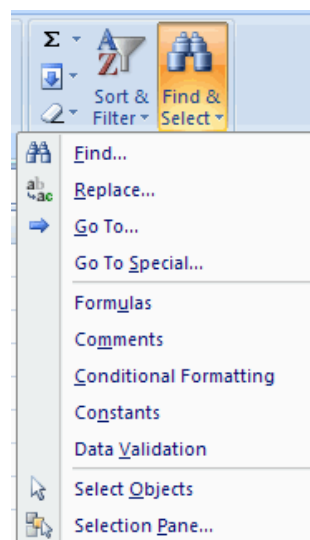 Σ
Sort & Find &
Filter Select
Find...
Replace...
Go To...
Go To Special...
Formulas
Comments
Conditional Formatting
Constants
Data Validation
Select Objects
Selection Pane...